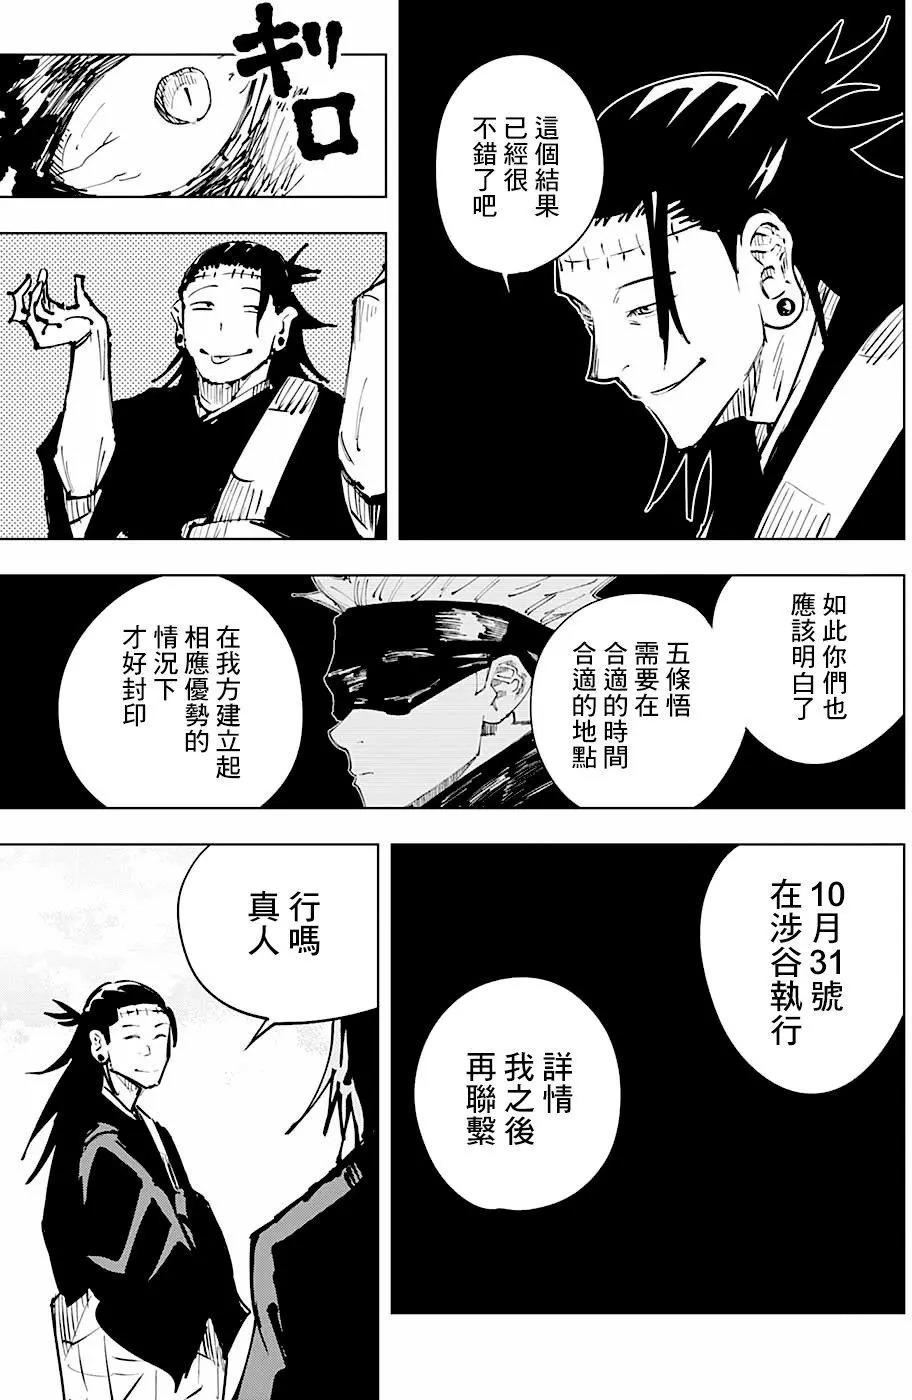 這個結果
已經很
不錯了吧
ギロ
如此你們也
應該明白了
五條悟
需要在
合適的時間
合適的地點
在我方建立起
相應優勢的
情況下
才好封印
10月31號
在涉谷執行
詳情
我之後
再聯繫
行嗎
真人